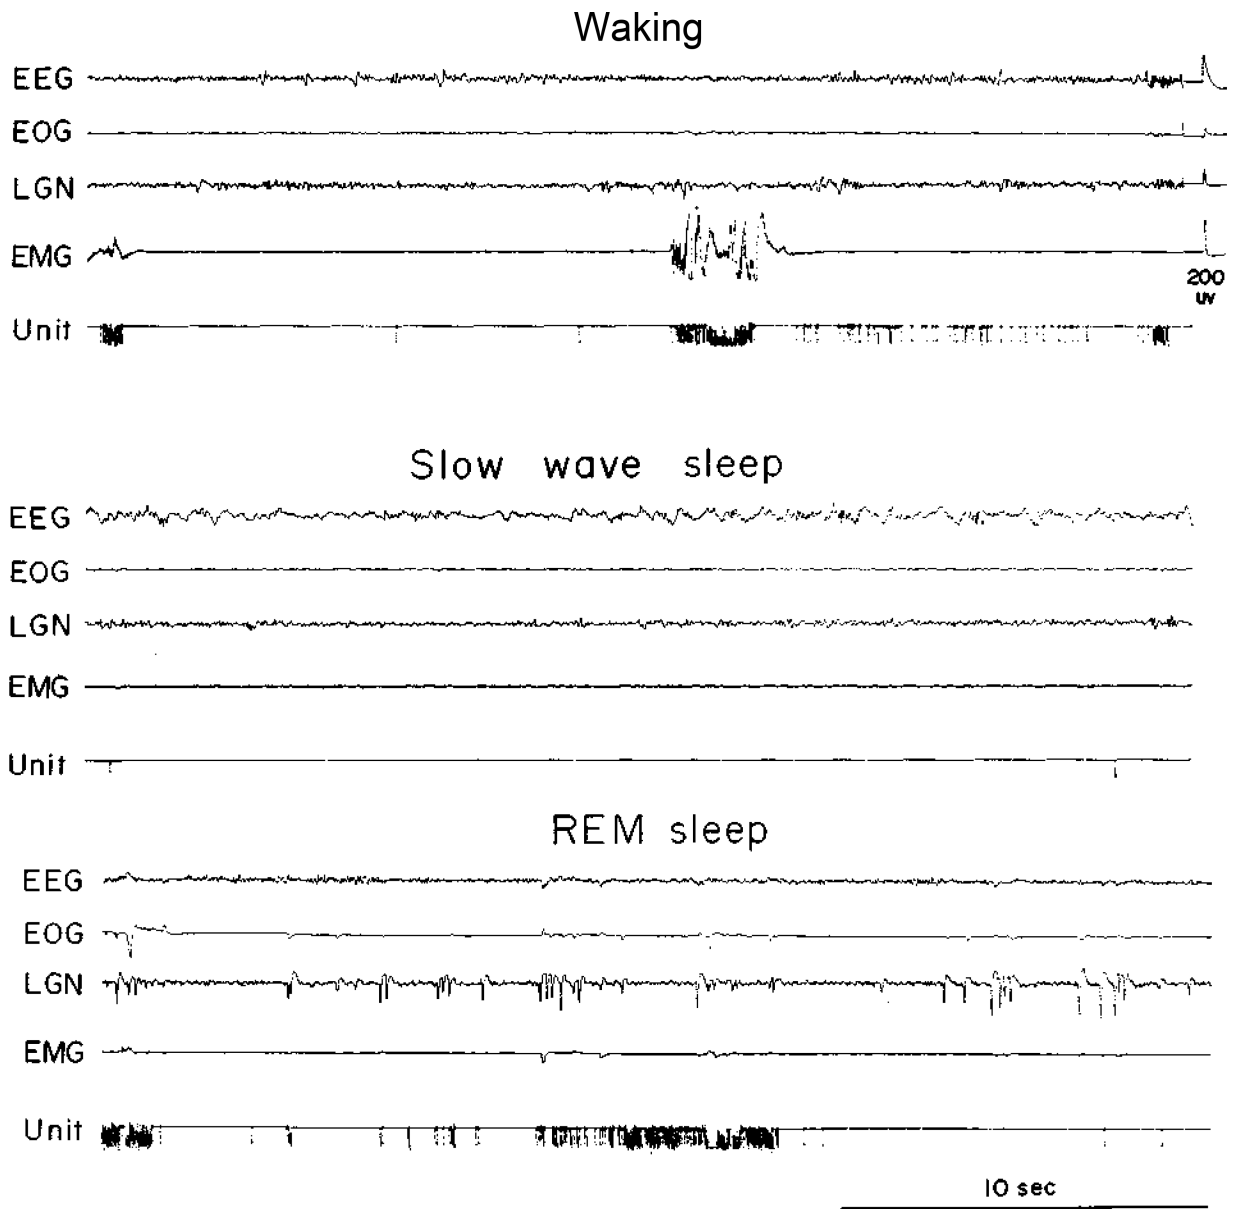 Waking
EEG
EOG
LGN
EMG
200
uv
Unit
Slow wave sleep
EEG
EOG
LGN
EMG
Unit
REM sleep
EEG
EOG
LGN
EMG
Unit
10 sec